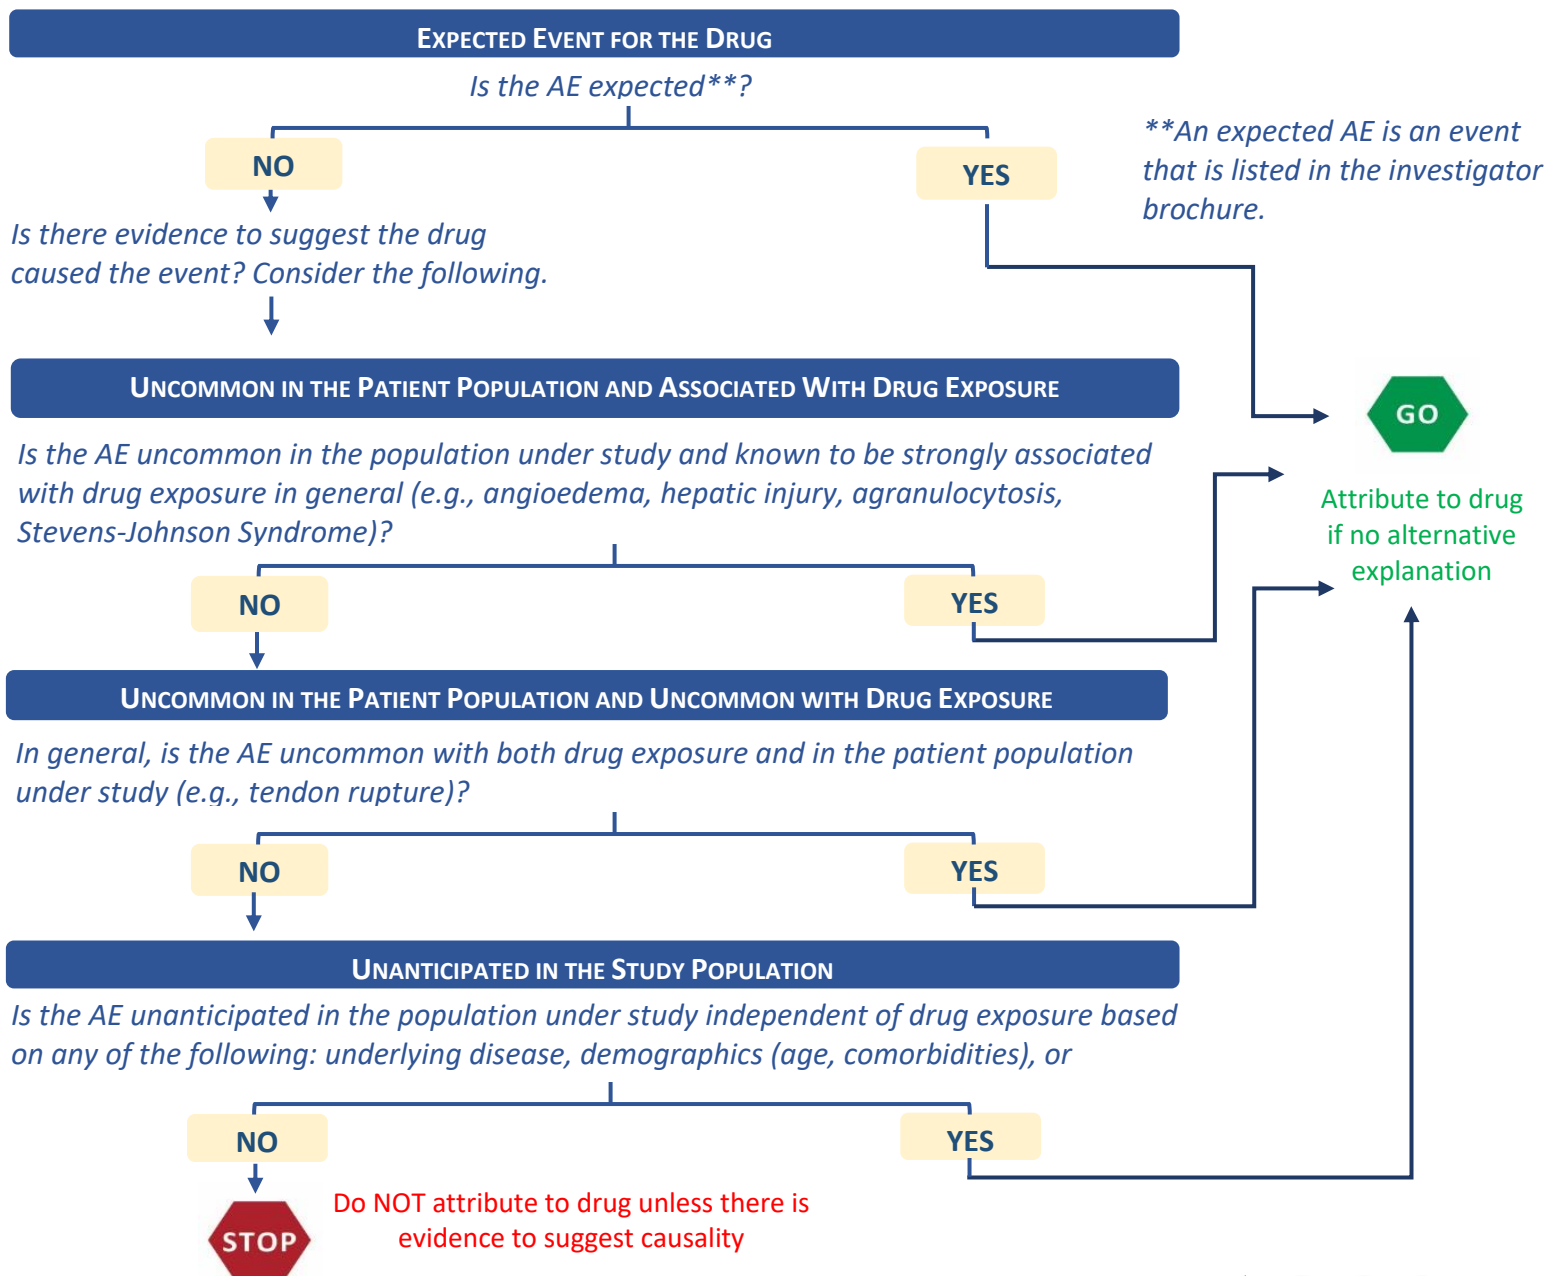 EXPECTED EVENT FOR THE DRUG
Is the AE expected**?
NO
YES
**An expected AE is an event
that is listed in the investigator
brochure.
Is there evidence to suggest the drug
caused the event? Consider the following.
UNCOMMON IN THE PATIENT POPULATION AND ASSOCIATED WITH DRUG EXPOSURE
Is the AE uncommon in the population under study and known to be strongly associated
with drug exposure in general (e.g., angioedema, hepatic injury, agranulocytosis,
Stevens-Johnson Syndrome)?
NO
YES
GO
Attribute to drug
if no alternative
explanation
UNCOMMON IN THE PATIENT POPULATION AND UNCOMMON WITH DRUG EXPOSURE
In general, is the AE uncommon with both drug exposure and in the patient population
under study (e.g., tendon rupture)?
NO
YES
UNANTICIPATED IN THE STUDY POPULATION
Is the AE unanticipated in the population under study independent of drug exposure based
on any of the following: underlying disease, demographics (age, comorbidities), or
NO
YES
STOP
Do NOT attribute to drug unless there is
evidence to suggest causality